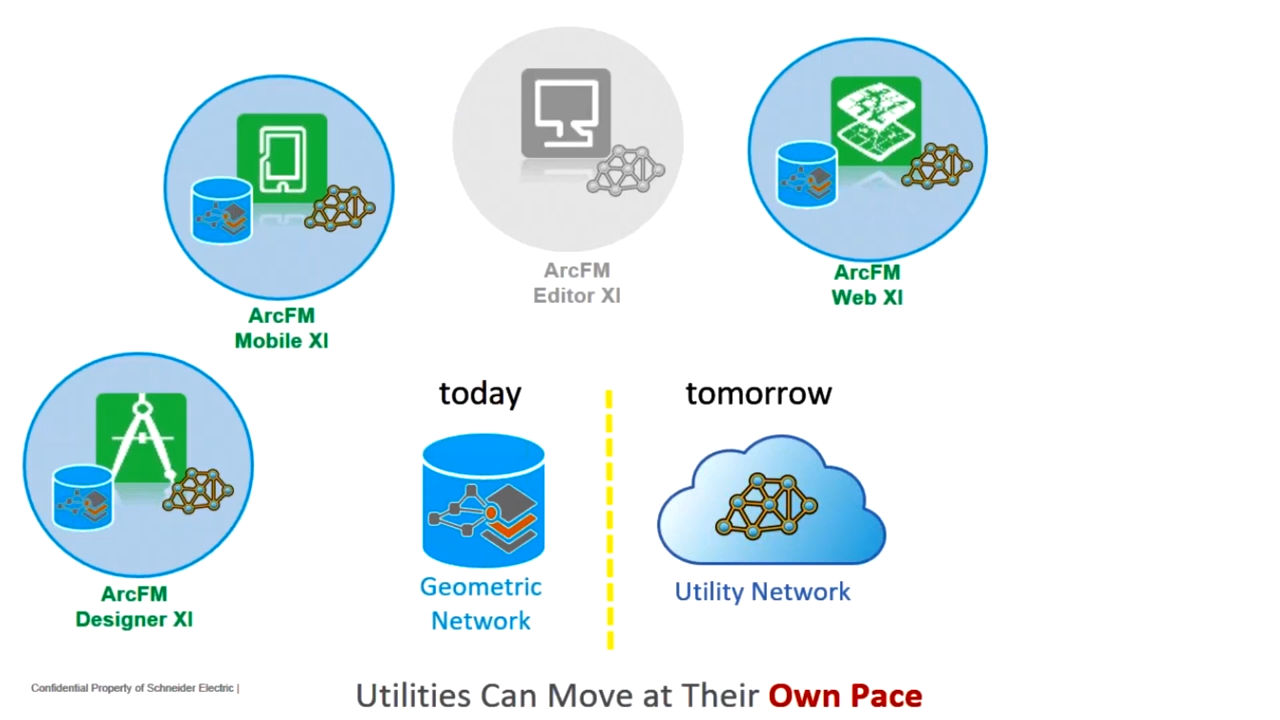 ArcFM
Editor XI
ArcFM
Web XI
ArcFM
Mobile XI
today
tomorrow
ArcFM
Designer XI
Geometric
Network
Utility Network
Confidential Property of Schneider Electric |
Utilities Can Move at Their Own Pace